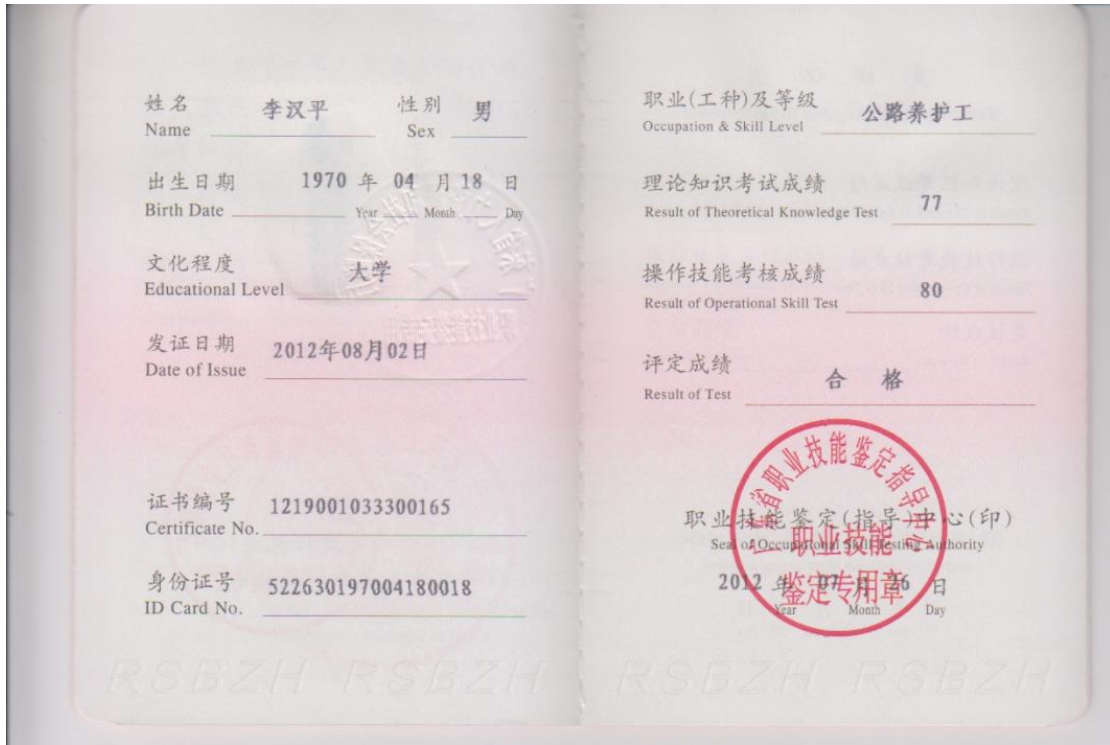 姓名 李汉平 性别 男
Name Sex
出生日期 1970 年 04 月 18 日
Birth Date Year Month Day
文化程度 大学
Educational Level
发证日期 2012年08月02日
Date of Issue
证书编号 1219001033300165
Certificate No.
身份证号 522630197004180018
ID Card No.
RSBZH RSBZH
职业(工种)及等级 公路养护工
Occupation & Skill Level
理论知识考试成绩 77
Result of Theoretical Knowledge Test
操作技能考核成绩 80
Result of Operational Skill Test
评定成绩 合 格
Result of Test
省职业技能鉴定指导中心
职业技能
鉴定专用章
职业技能鉴定(指导)中心(印)
Seal of Occupational Skill Testing Authority
2012 年 07 月 26 日
Year Month Day
RSBZH RSBZH